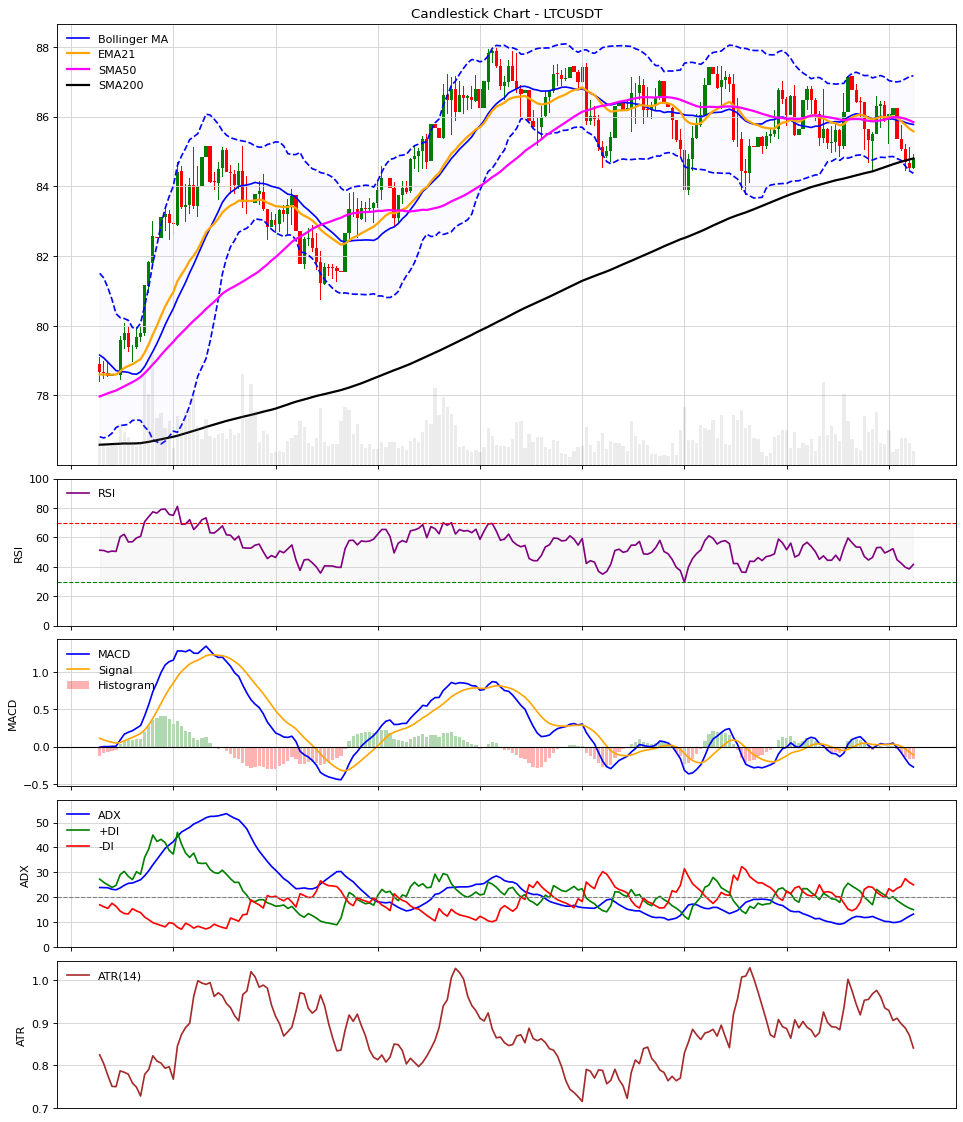 Candlestick Chart - LTCUSDT
Bollinger MA
EMA21
SMA50
SMA200
88
86
84
82
80
78
RSI
100
80
60
40
20
0
RSI
MACD
Signal
Histogram
1.0
0.5
0.0
−0.5
MACD
ADX
+DI
-DI
50
40
30
20
10
0
ADX
ATR(14)
1.0
0.9
0.8
0.7
ATR